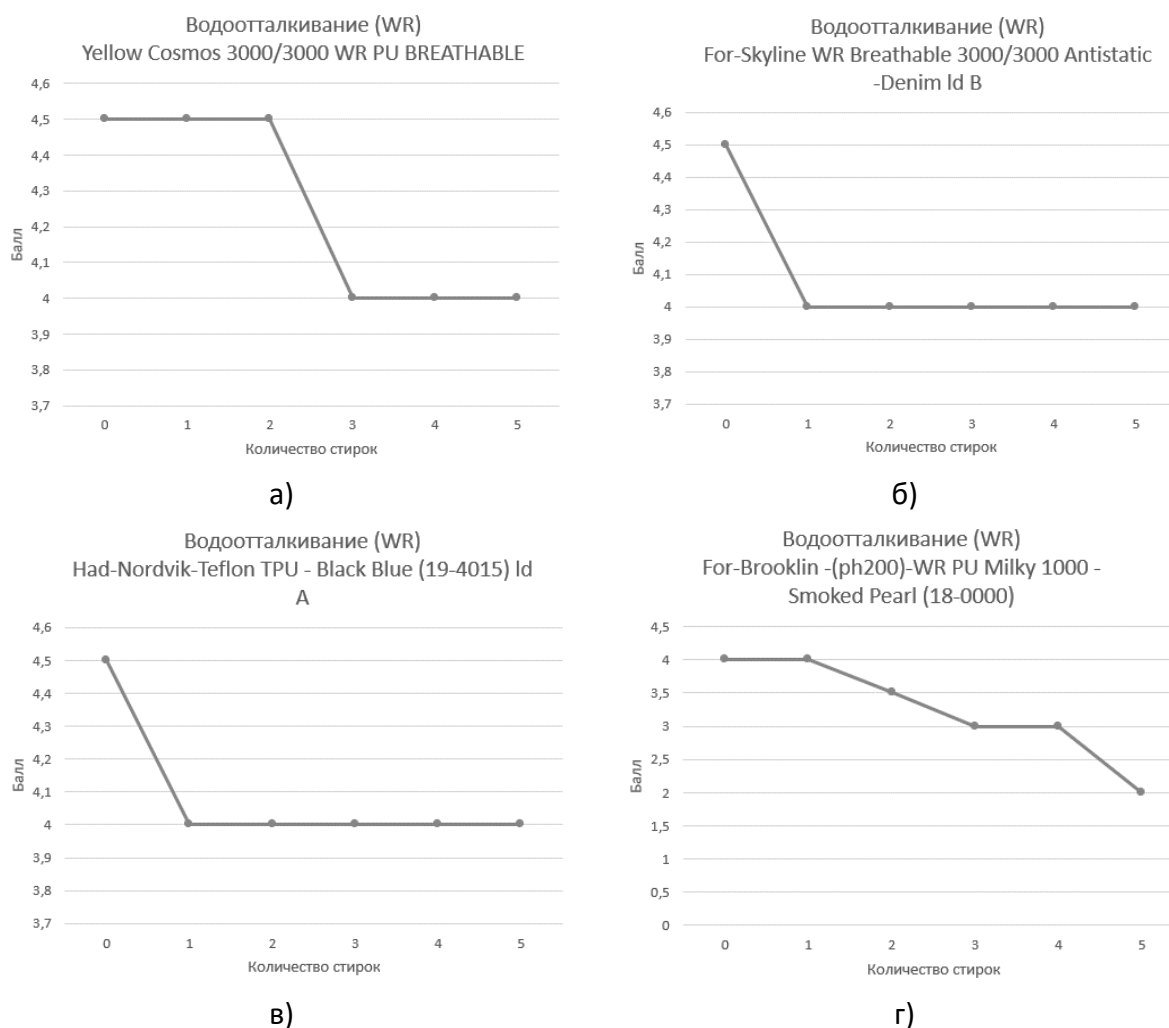 Водоотталкивание (WR)
Yellow Cosmos 3000/3000 WR PU BREATHABLE
4,6
4,5
4,4
4,3
4,2
4,1
4
3,9
3,8
3,7
Балл
0 1 2 3 4 5
Количество стирок
а)
Водоотталкивание (WR)
For-Skyline WR Breathable 3000/3000 Antistatic
-Denim ld B
4,6
4,5
4,4
4,3
4,2
4,1
4
3,9
3,8
3,7
Балл
0 1 2 3 4 5
Количество стирок
б)
Водоотталкивание (WR)
Had-Nordvik-Teflon TPU - Black Blue (19-4015) ld
A
4,6
4,5
4,4
4,3
4,2
4,1
4
3,9
3,8
3,7
Балл
0 1 2 3 4 5
Количество стирок
в)
Водоотталкивание (WR)
For-Brooklin -(ph200)-WR PU Milky 1000 -
Smoked Pearl (18-0000)
4,5
4
3,5
3
2,5
2
1,5
1
0,5
0
Балл
0 1 2 3 4 5
Количество стирок
г)